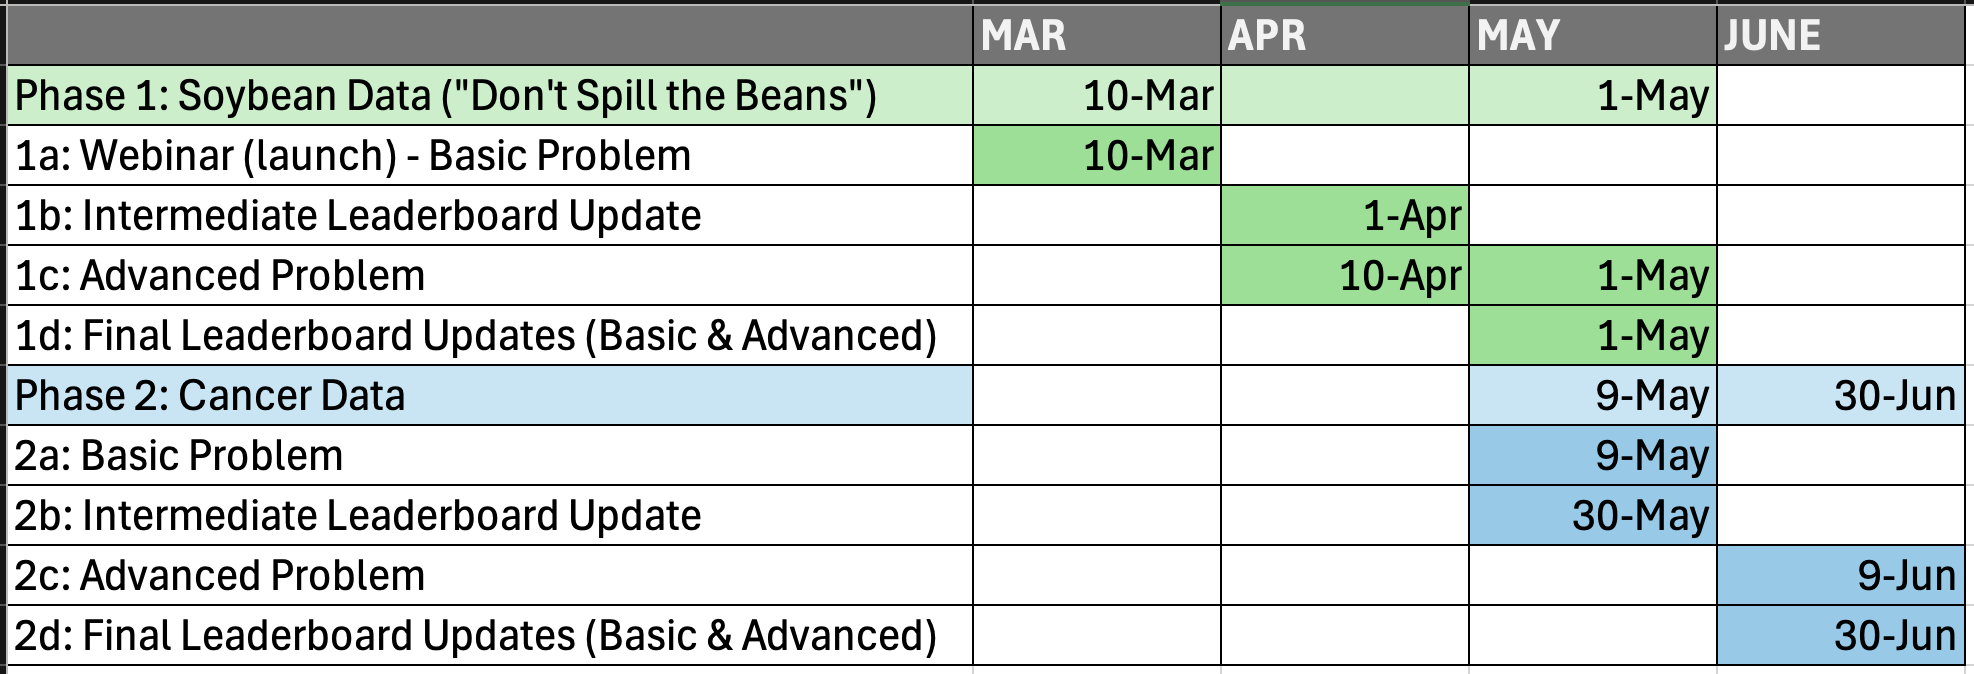 MAR APR MAY JUNE
Phase 1: Soybean Data ("Don't Spill the Beans") 10-Mar 1-May
1a: Webinar (launch) - Basic Problem 10-Mar
1b: Intermediate Leaderboard Update 1-Apr
1c: Advanced Problem 10-Apr 1-May
1d: Final Leaderboard Updates (Basic & Advanced) 1-May
Phase 2: Cancer Data 9-May 30-Jun
2a: Basic Problem 9-May
2b: Intermediate Leaderboard Update 30-May
2c: Advanced Problem 9-Jun
2d: Final Leaderboard Updates (Basic & Advanced) 30-Jun